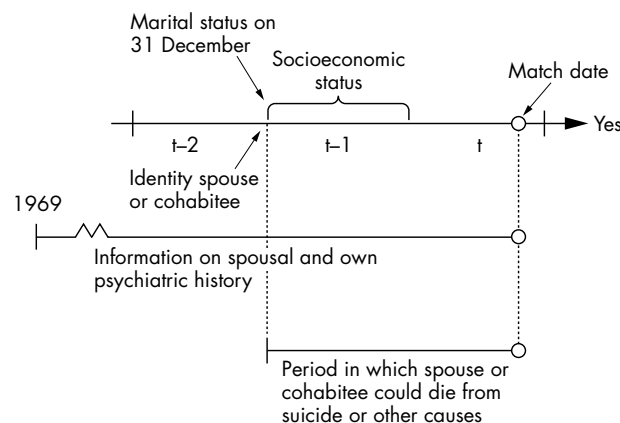 Marital status on
31 December
Socioeconomic
status
Match date
Yes
t–2
t–1
t
Identity spouse
or cohabitee
1969
Information on spousal and own
psychiatric history
Period in which spouse or
cohabitee could die from
suicide or other causes